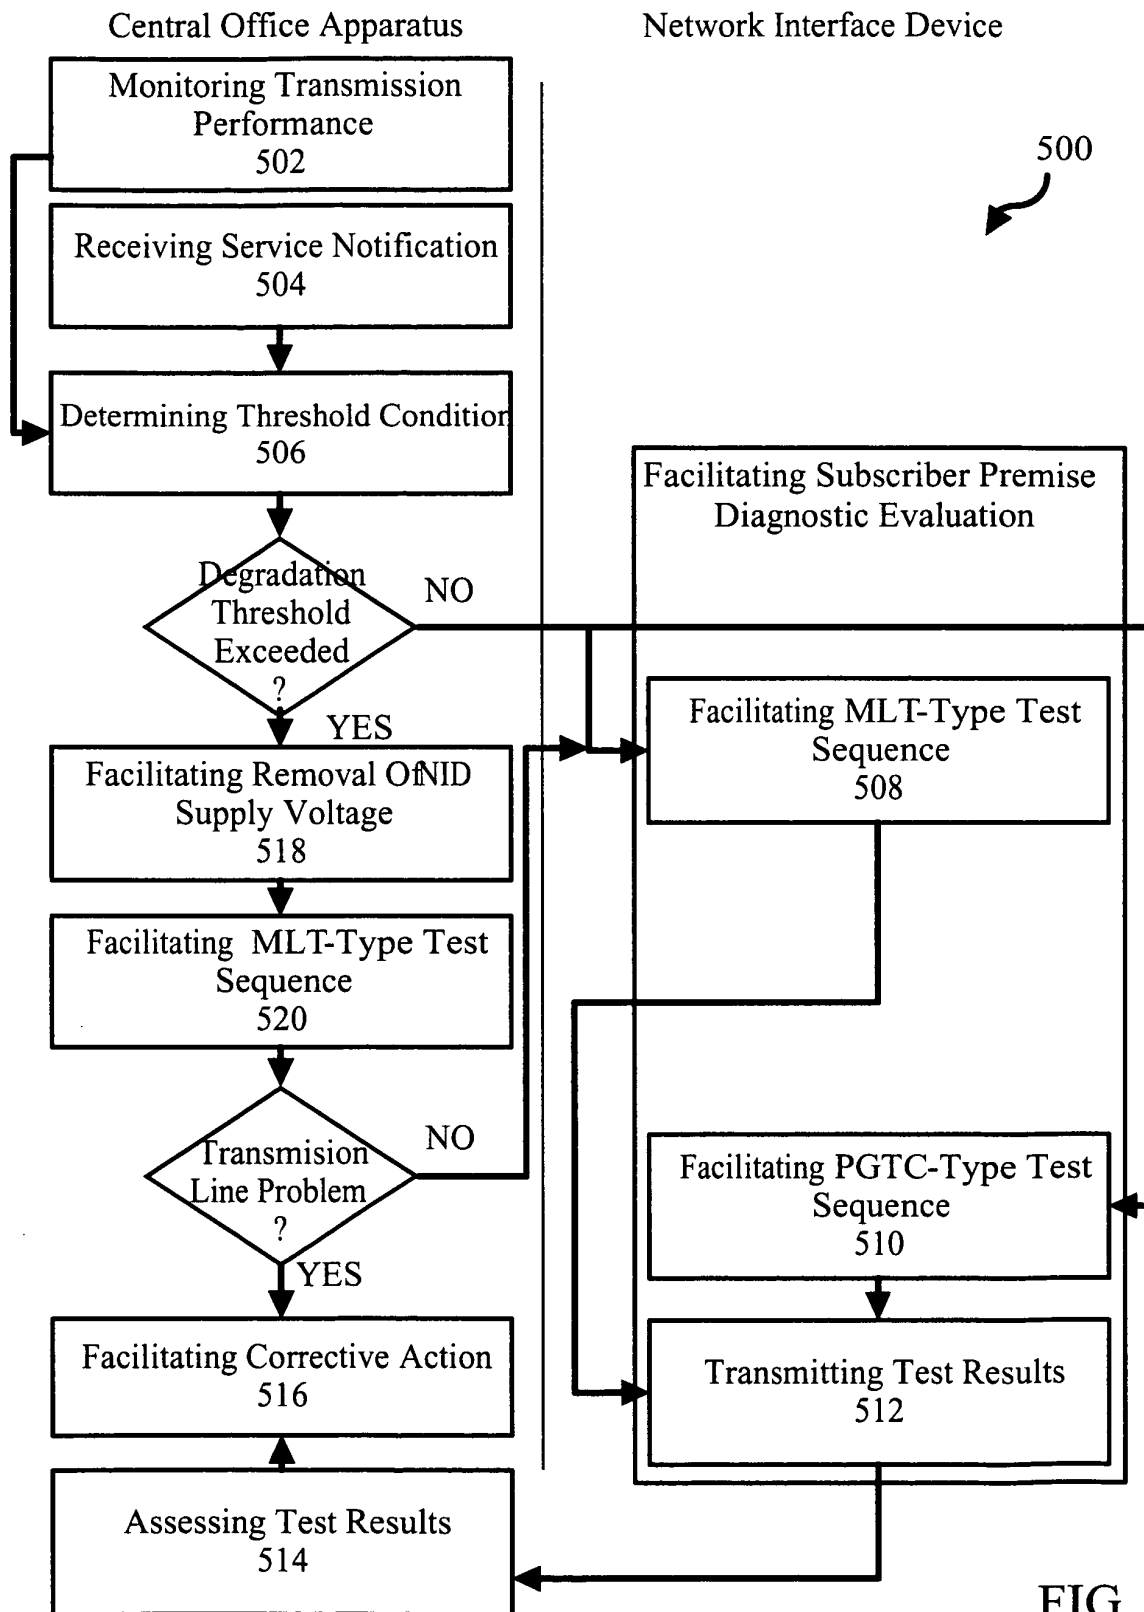 Central Office Apparatus
Network Interface Device
Monitoring Transmission
Performance
502
500
Receiving Service Notification
504
Determining Threshold Condition
506
Facilitating Subscriber Premise
Diagnostic Evaluation
Degradation
Threshold
Exceeded
?
NO
YES
Facilitating MLT-Type Test
Sequence
508
Facilitating Removal Of NID
Supply Voltage
518
Facilitating MLT-Type Test
Sequence
520
Transmision
Line Problem
?
NO
YES
Facilitating PGTC-Type Test
Sequence
510
Facilitating Corrective Action
516
Transmitting Test Results
512
Assessing Test Results
514
FIG